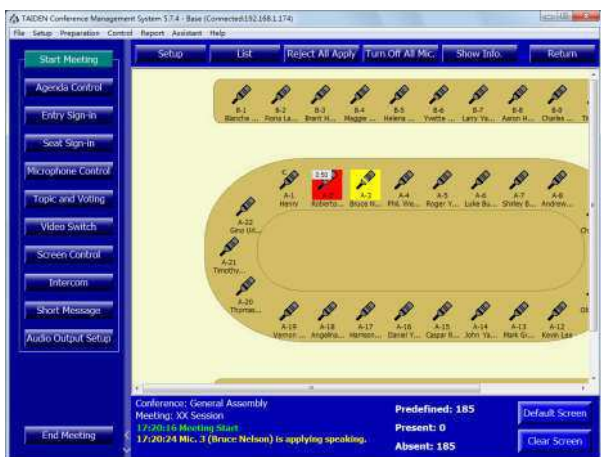 TAIDEN Conference Management System 5.7.4 - Base (Connected:192.168.1.174)
File Setup Preparation Control Report Assistant Help
Start Meeting
Agenda Control
Entry Sign-in
Seat Sign-in
Microphone Control
Topic and Voting
Video Switch
Screen Control
Intercom
Short Message
Audio Output Setup
End Meeting
Setup List Reject All Apply Turn Off All Mic. Show Info. Return
B-1 B-2 B-3 B-4 B-5 B-6 B-7 B-8 B-9
Blanche ... Fiona La... Brant H... Maggie ... Helena ... Yvette ... Larry Va... Aaron H... Charles ...
C
2:50
A-1 A-2 A-3 A-4 A-5 A-6 A-7 A-8
Henry Roberto... Bruce N... Phil. Wo... Roger Y... Luke Bu... Shirley B... Andrew...
A-22
Gino Uri...
A-21
Timothy...
A-20
Thomas...
A-19 A-18 A-17 A-16 A-15 A-14 A-13 A-12
Vernon ... Angelina... Harrison... Daniel Y... Caspar R... John Ya... Mark Gr... Kevin Lee
Conference: General Assembly
Meeting: XX Session
17:20:16 Meeting Start
17:20:24 Mic. 3 (Bruce Nelson) is applying speaking.
Predefined: 185
Present: 0
Absent: 185
Default Screen
Clear Screen